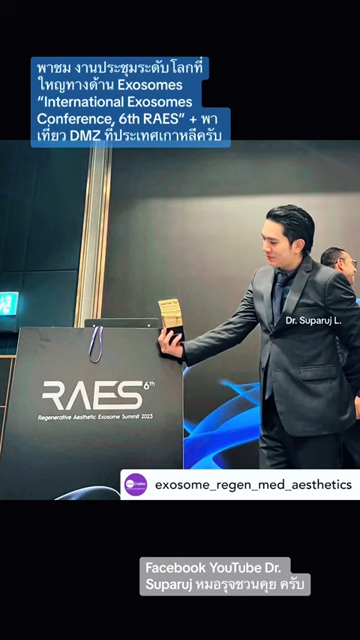 พาชม งานประชุมระดับโลกที่
ใหญทางด้าน Exosomes
“International Exosomes
Conference, 6th RAES” + พา
เที่ยว DMZ ที่ประเทศเกาหลีครับ
Dr. Suparuj L.
RAES 6th
Regenerative Aesthetic Exosome Summit 2023
exosome_regen_med_aesthetics
Facebook YouTube Dr.
Suparuj หมอรุจชวนคุย ครับ